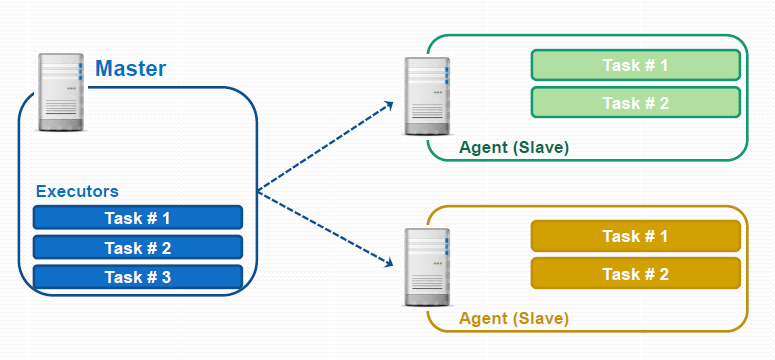 Master
Executors
Task # 1
Task # 2
Task # 3
Task # 1
Task # 2
Agent (Slave)
Task # 1
Task # 2
Agent (Slave)